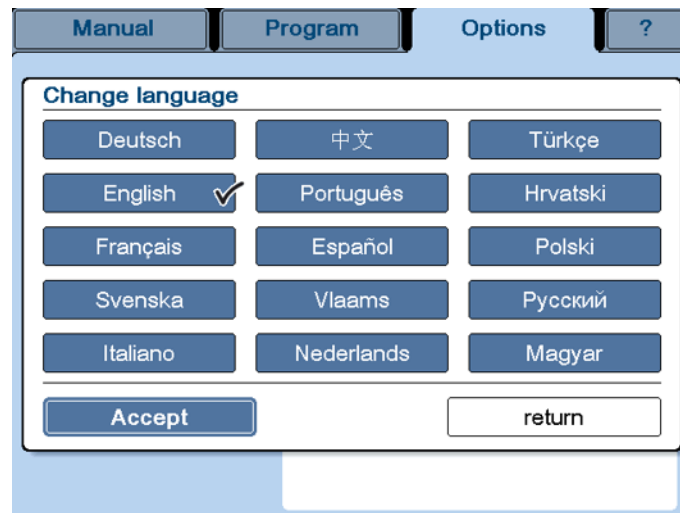 Manual Program Options ?
Change language
Deutsch 中文 Türkçe
English Português Hrvatski
Français Español Polski
Svenska Vlaams Русский
Italiano Nederlands Magyar
Accept return